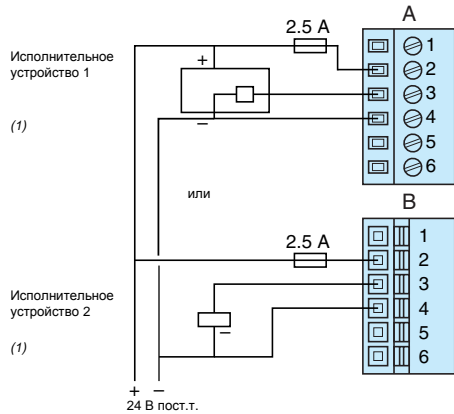 2.5 A
A
Исполнительное
устройство 1
(1)
+
–
1
2
3
4
5
6
или
B
2.5 A
Исполнительное
устройство 2
(1)
–
1
2
3
4
5
6
+ –
24 В пост.т.